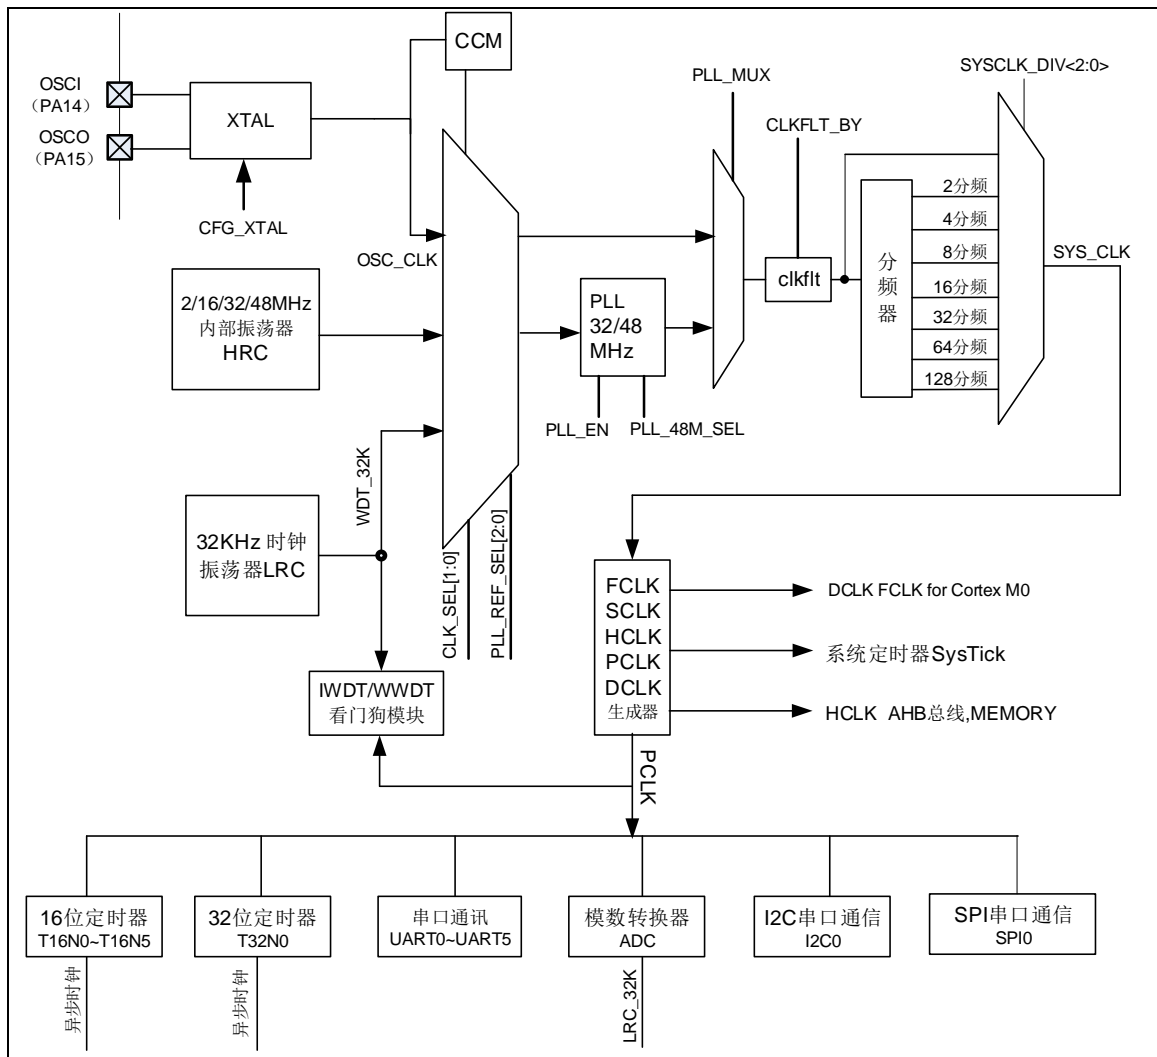 CCM
OSCI
（PA14）
OSCO
（PA15）
XTAL
CFG_XTAL
OSC_CLK
PLL_MUX
CLKFLT_BY
SYSCLK_DIV<2:0>
2/16/32/48MHz
内部振荡器
HRC
PLL
32/48
MHz
PLL_EN
PLL_48M_SEL
clkflt
分频器
2分频
4分频
8分频
16分频
32分频
64分频
128分频
SYS_CLK
WDT_32K
32KHz 时钟
振荡器LRC
CLK_SEL[1:0]
PLL_REF_SEL[2:0]
IWDT/WWDT
看门狗模块
FCLK
SCLK
HCLK
PCLK
DCLK
生成器
DCLK FCLK for Cortex M0
系统定时器SysTick
HCLK AHB总线,MEMORY
PCLK
16位定时器
T16N0~T16N5
32位定时器
T32N0
串口通讯
UART0~UART5
模数转换器
ADC
I2C串口通信
I2C0
SPI串口通信
SPI0
异步时钟
异步时钟
LRC_32K